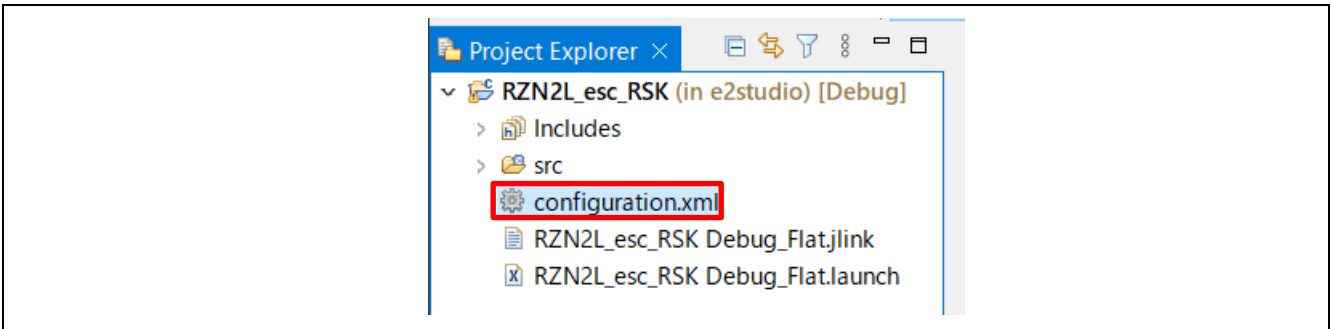 Project Explorer
RZN2L_esc_RSK (in e2studio) [Debug]
Includes
src
configuration.xml
RZN2L_esc_RSK Debug_Flat.jlink
RZN2L_esc_RSK Debug_Flat.launch